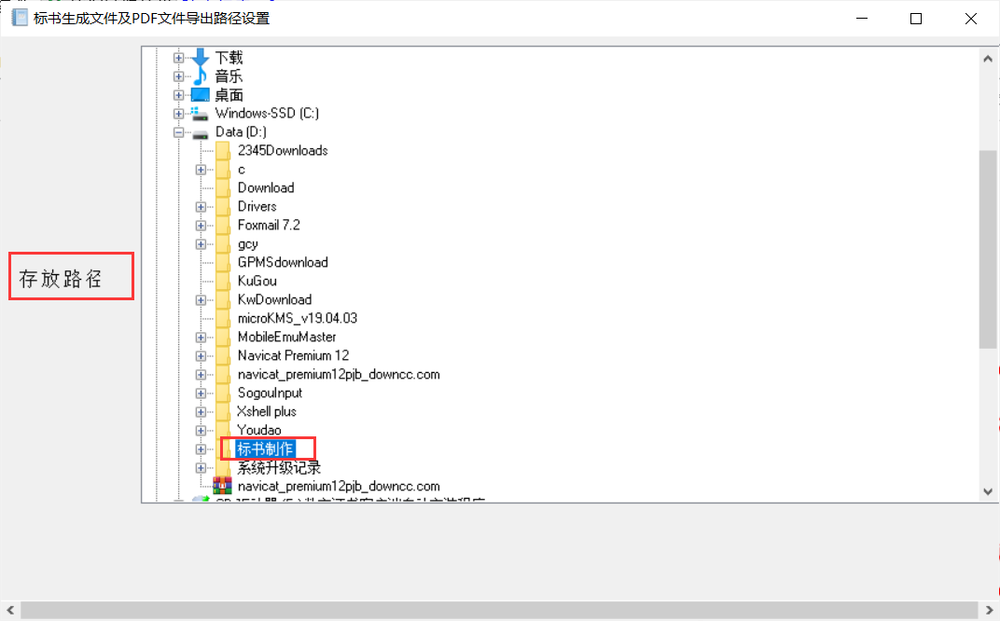 标书生成文件及PDF文件导出路径设置
下载
音乐
桌面
Windows-SSD (C:)
Data (D:)
2345Downloads
c
Download
Drivers
Foxmail 7.2
gcy
GPMSdownload
存放路径
KuGou
KwDownload
microKMS_v19.04.03
MobileEmuMaster
Navicat Premium 12
navicat_premium12pjb_downcc.com
SogouInput
Xshell plus
Youdao
标书制作
系统升级记录
navicat_premium12pjb_downcc.com